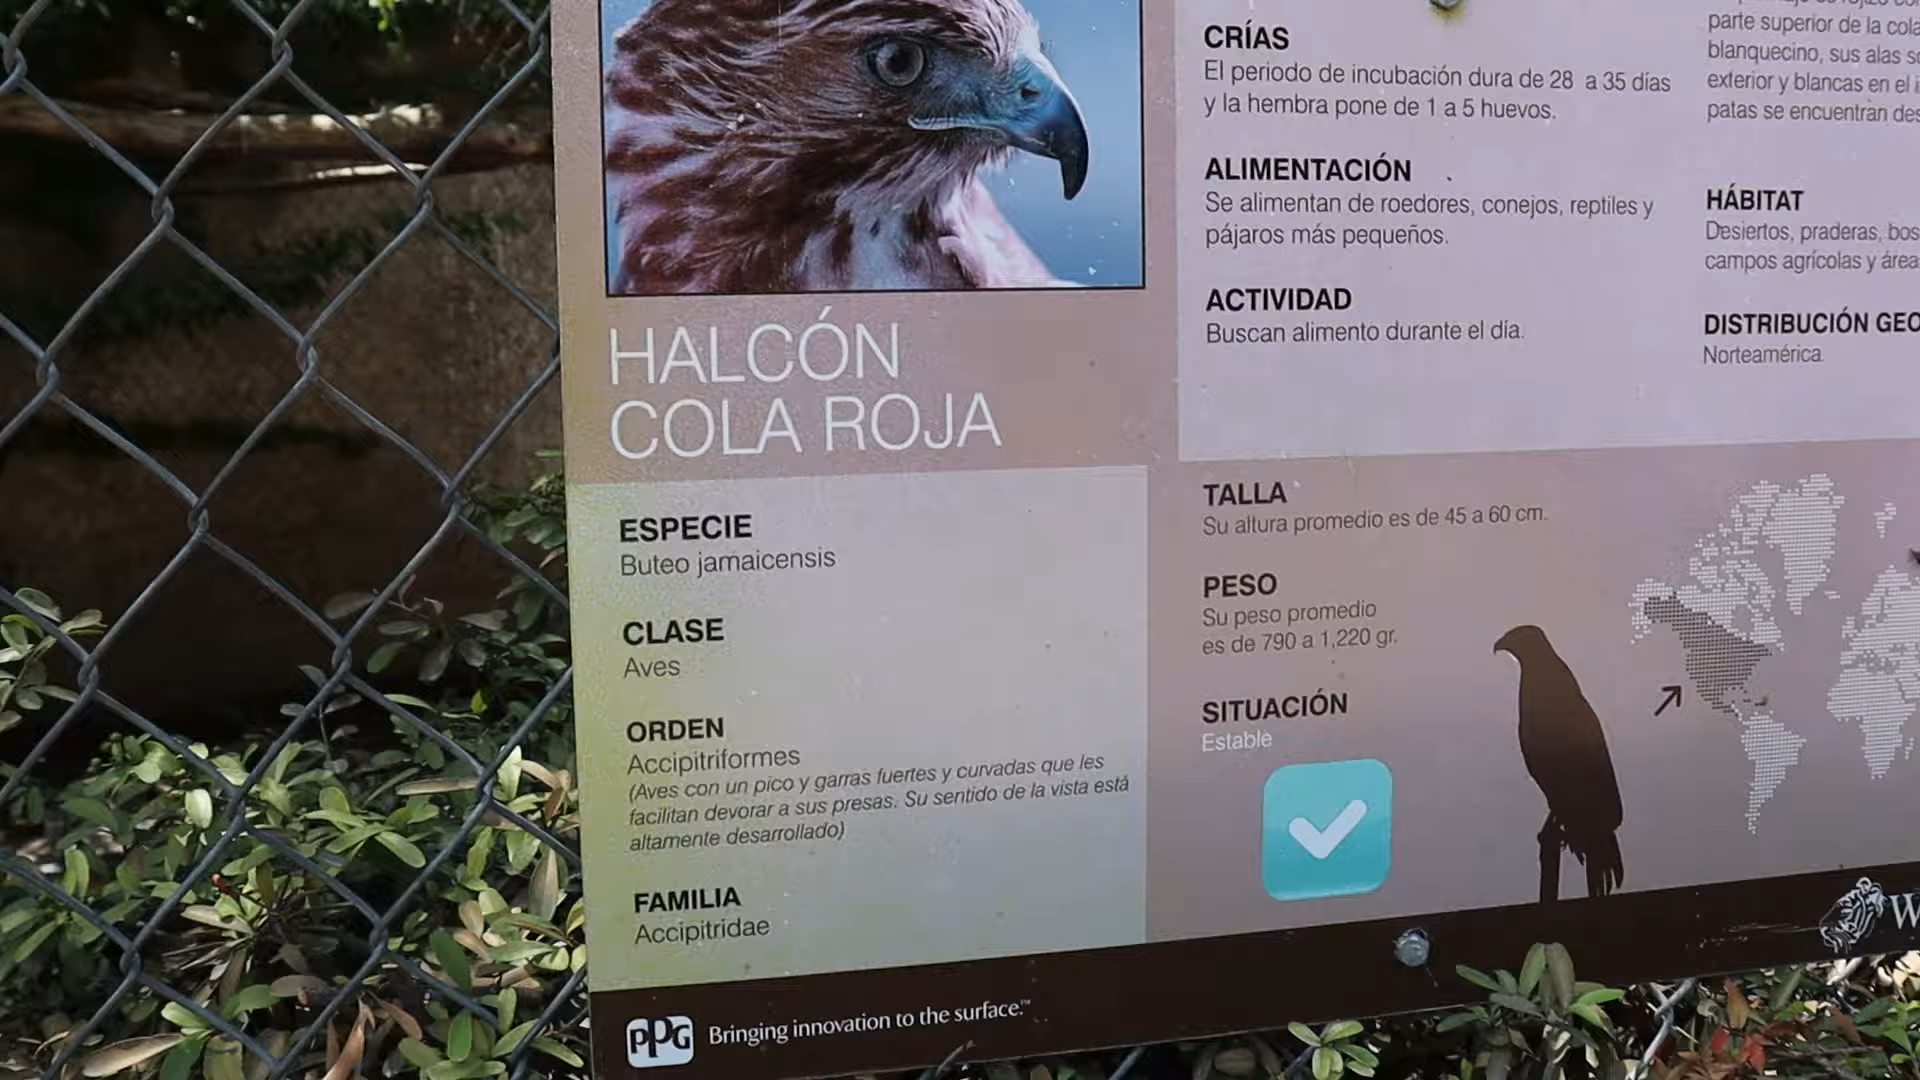 HALCÓN
COLA ROJA
ESPECIE
Buteo jamaicensis
CLASE
Aves
ORDEN
Accipitriformes
(Aves con un pico y garras fuertes y curvadas que les
facilitan devorar a sus presas. Su sentido de la vista está
altamente desarrollado)
FAMILIA
Accipitridae
CRÍAS
El periodo de incubación dura de 28 a 35 días
y la hembra pone de 1 a 5 huevos.
ALIMENTACIÓN
Se alimentan de roedores, conejos, reptiles y
pájaros más pequeños.
ACTIVIDAD
Buscan alimento durante el día.
parte superior de la cola
blanquecino, sus alas
exterior y blancas en el
patas se encuentran
HÁBITAT
Desiertos, praderas,
campos agrícolas y
DISTRIBUCIÓN
Norteamérica.
TALLA
Su altura promedio es de 45 a 60 cm.
PESO
Su peso promedio
es de 790 a 1,220 gr.
SITUACIÓN
Estable
PPG Bringing innovation to the surface.™